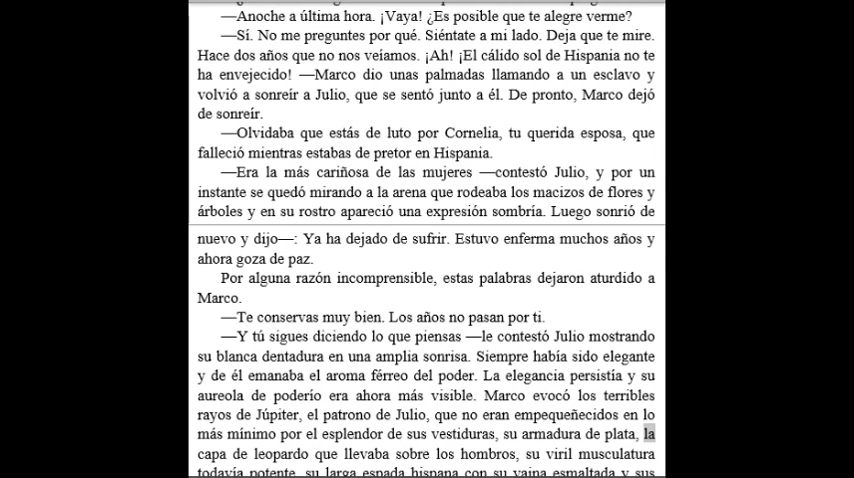 —Anoche a última hora. ¡Vaya! ¿Es posible que te alegre verme?
—Sí. No me preguntes por qué. Siéntate a mi lado. Deja que te mire.
Hace dos años que no nos veíamos. ¡Ah! ¡El cálido sol de Hispania no te
ha envejecido! —Marco dio unas palmadas llamando a un esclavo y
volvió a sonreír a Julio, que se sentó junto a él. De pronto, Marco dejó
de sonreír.
—Olvidaba que estás de luto por Cornelia, tu querida esposa, que
falleció mientras estabas de pretor en Hispania.
—Era la más cariñosa de las mujeres —contestó Julio, y por un
instante se quedó mirando a la arena que rodeaba los macizos de flores y
árboles y en su rostro apareció una expresión sombría. Luego sonrió de
nuevo y dijo—: Ya ha dejado de sufrir. Estuvo enferma muchos años y
ahora goza de paz.
Por alguna razón incomprensible, estas palabras dejaron aturdido a
Marco.
—Te conservas muy bien. Los años no pasan por ti.
—Y tú sigues diciendo lo que piensas —le contestó Julio mostrando
su blanca dentadura en una amplia sonrisa. Siempre había sido elegante
y de él emanaba el aroma férreo del poder. La elegancia persistía y su
aureola de poderío era ahora más visible. Marco evocó los terribles
rayos de Júpiter, el patrono de Julio, que no eran empequeñecidos en lo
más mínimo por el esplendor de sus vestiduras, su armadura de plata, la
capa de leopardo que llevaba sobre los hombros, su viril musculatura
todavía potente, su larga espada hispana con su vaina esmaltada y sus